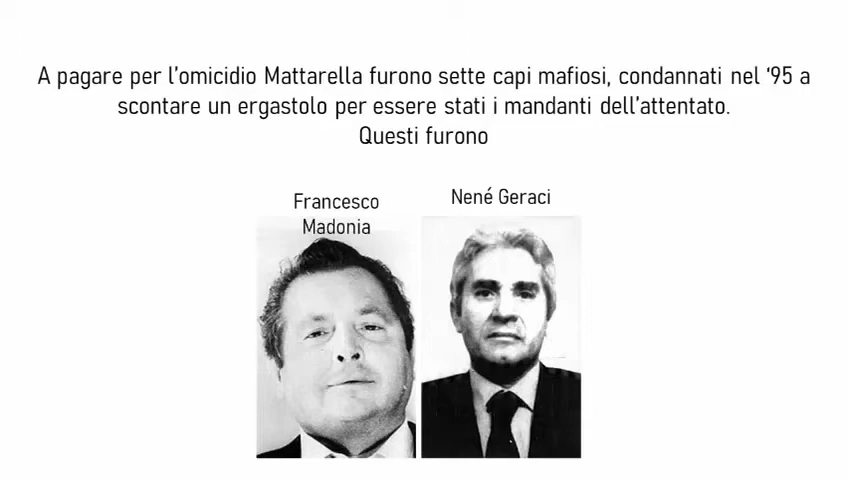 A pagare per l'omicidio Mattarella furono sette capi mafiosi, condannati nel '95 a
scontare un ergastolo per essere stati i mandanti dell'attentato.
Questi furono
Francesco
Madonia
Nené Geraci